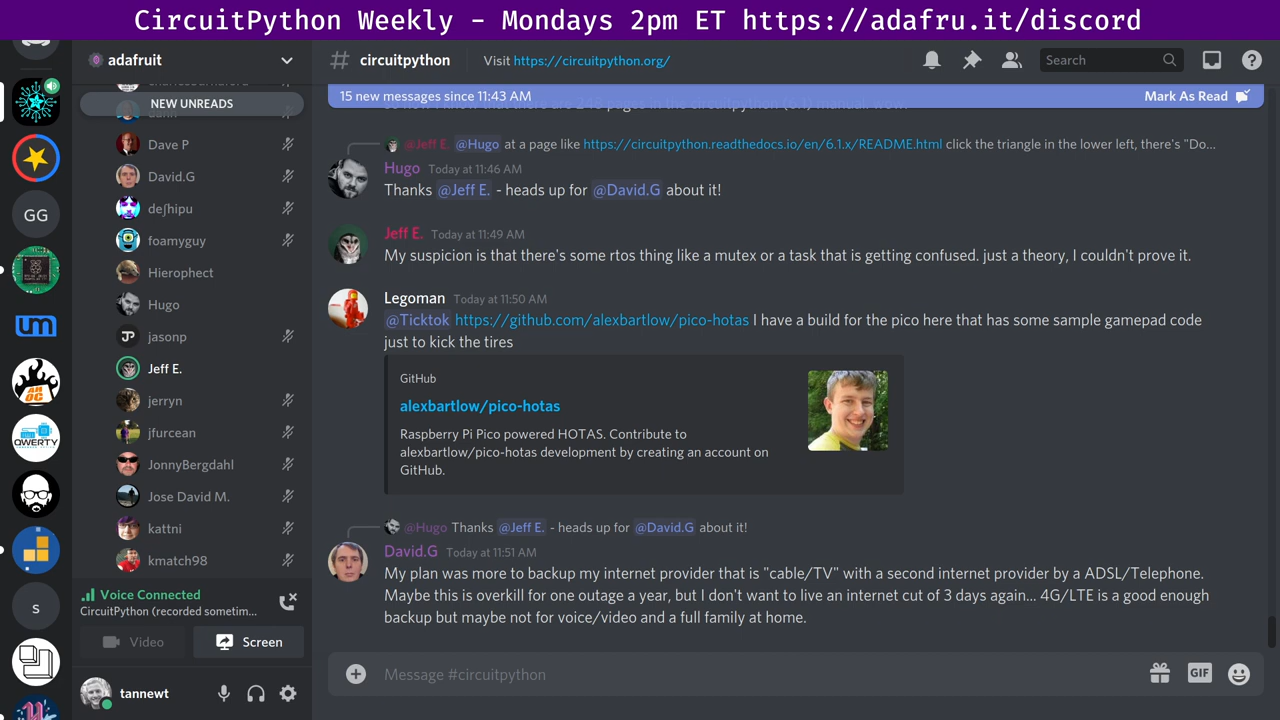 CircuitPython Weekly - Mondays 2pm ET https://adafru.it/discord
adafruit
NEW UNREADS
Dave P
David.G
deʃhipu
foamyguy
Hierophect
Hugo
jasonp
Jeff E.
jerryn
jfurcean
JonnyBergdahl
Jose David M.
kattni
kmatch98
Voice Connected
CircuitPython (recorded sometim...
Video
Screen
tannewt
GG
um
QWERTY
s
# circuitpython
Visit https://circuitpython.org/
Search
15 new messages since 11:43 AM
Mark As Read
@Jeff E. @Hugo at a page like https://circuitpython.readthedocs.io/en/6.1.x/README.html click the triangle in the lower left, there's "Do...
Hugo Today at 11:46 AM
Thanks @Jeff E. - heads up for @David.G about it!
Jeff E. Today at 11:49 AM
My suspicion is that there's some rtos thing like a mutex or a task that is getting confused. just a theory, I couldn't prove it.
Legoman Today at 11:50 AM
@Ticktok https://github.com/alexbartlow/pico-hotas I have a build for the pico here that has some sample gamepad code
just to kick the tires
GitHub
alexbartlow/pico-hotas
Raspberry Pi Pico powered HOTAS. Contribute to
alexbartlow/pico-hotas development by creating an account on
GitHub.
@Hugo Thanks @Jeff E. - heads up for @David.G about it!
David.G Today at 11:51 AM
My plan was more to backup my internet provider that is "cable/TV" with a second internet provider by a ADSL/Telephone.
Maybe this is overkill for one outage a year, but I don't want to live an internet cut of 3 days again... 4G/LTE is a good enough
backup but maybe not for voice/video and a full family at home.
Message #circuitpython
GIF